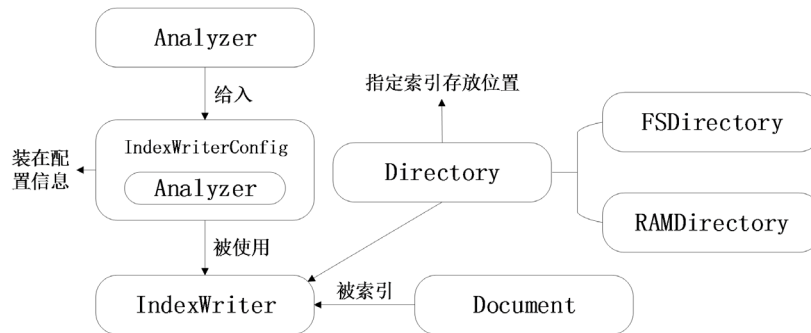 Analyzer
给入
指定索引存放位置
FSDirectory
IndexWriterConfig
装在配
置信息
Analyzer
Directory
RAMDirectory
被使用
IndexWriter
被索引
Document